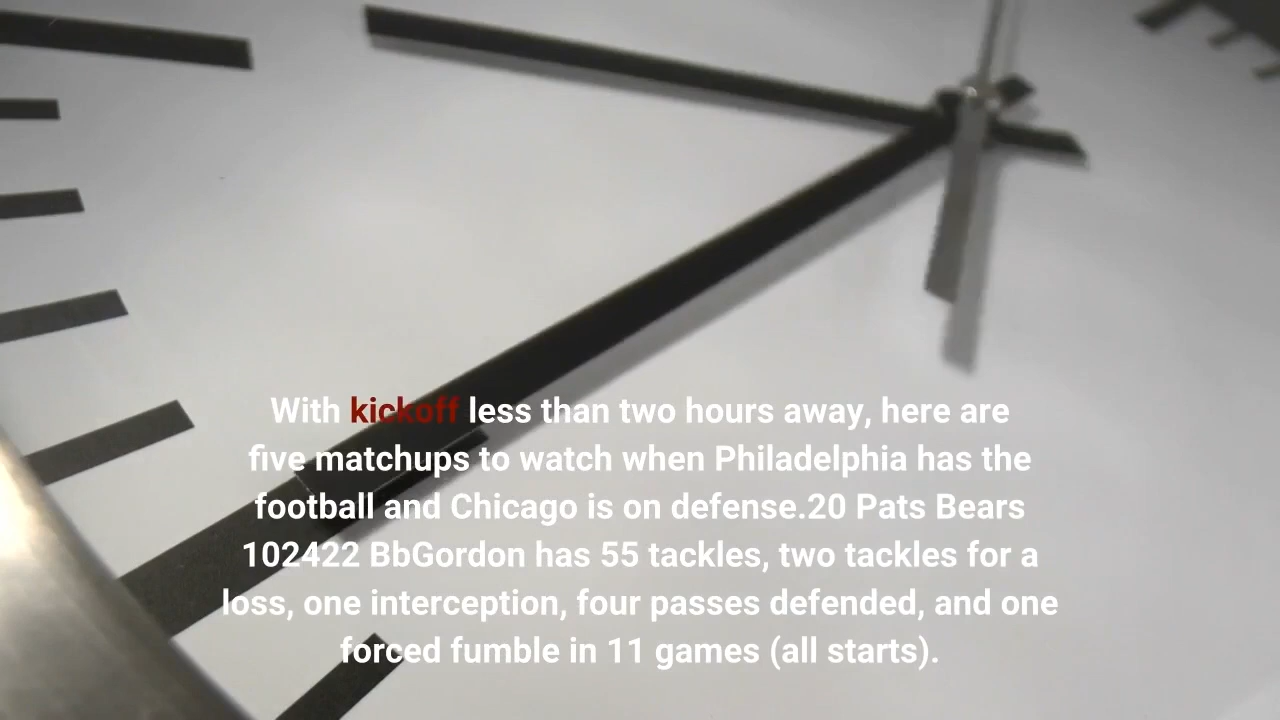 With kickoff less than two hours away, here are
five matchups to watch when Philadelphia has the
football and Chicago is on defense.20 Pats Bears
102422 BbGordon has 55 tackles, two tackles for a
loss, one interception, four passes defended, and one
forced fumble in 11 games (all starts).